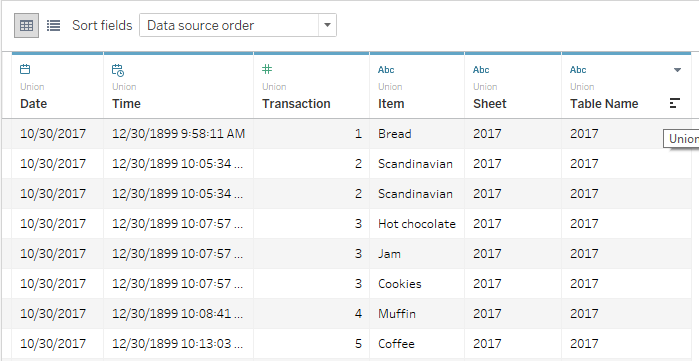 Sort fields Data source order
Abc Abc Abc
Union Union Union Union Union Union
Date Time Transaction Item Sheet Table Name
10/30/2017 12/30/1899 9:58:11 AM 1 Bread 2017 2017
Union
10/30/2017 12/30/1899 10:05:34 ... 2 Scandinavian 2017 2017
10/30/2017 12/30/1899 10:05:34 ... 2 Scandinavian 2017 2017
10/30/2017 12/30/1899 10:07:57 ... 3 Hot chocolate 2017 2017
10/30/2017 12/30/1899 10:07:57 ... 3 Jam 2017 2017
10/30/2017 12/30/1899 10:07:57 ... 3 Cookies 2017 2017
10/30/2017 12/30/1899 10:08:41 ... 4 Muffin 2017 2017
10/30/2017 12/30/1899 10:13:03 ... 5 Coffee 2017 2017